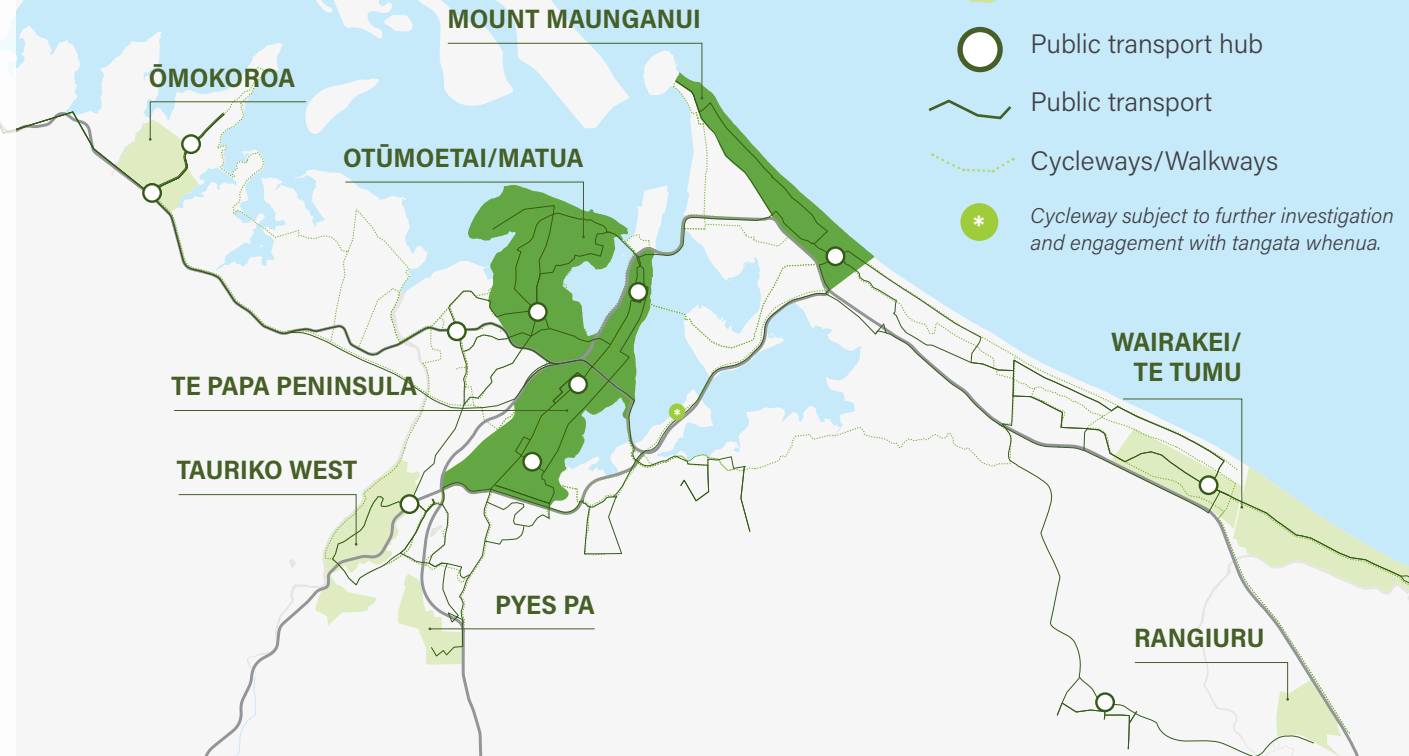 MOUNT MAUNGANUI
Public transport hub
ŌMOKOROA
Public transport
OTŪMOETAI/MATUA
Cycleways/Walkways
*
Cycleway subject to further investigation
and engagement with tangata whenua.
WAIRAKEI/
TE TUMU
TE PAPA PENINSULA
*
TAURIKO WEST
PYES PA
RANGIURU